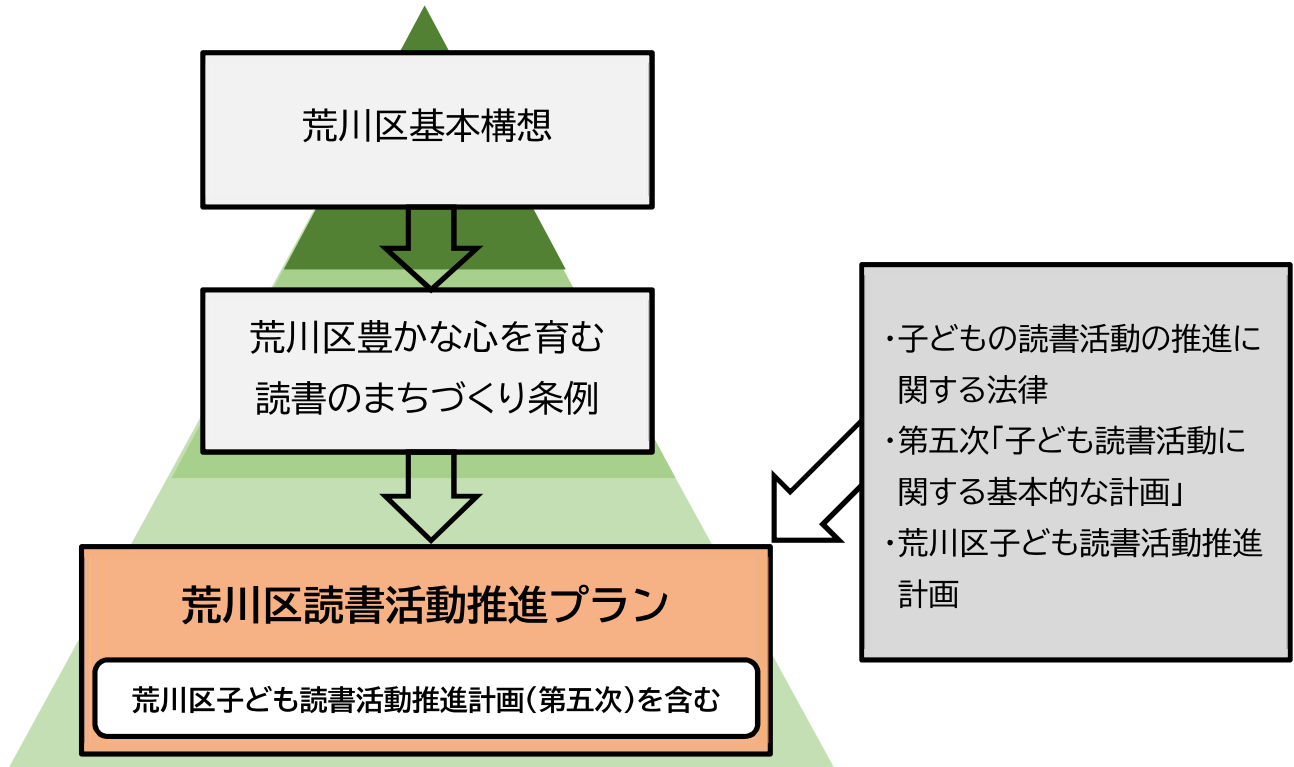 荒川区基本構想
荒川区豊かな心を育む
読書のまちづくり条例
荒川区読書活動推進プラン
荒川区子ども読書活動推進計画(第五次)を含む
・子どもの読書活動の推進に
関する法律
・第五次「子ども読書活動に
関する基本的な計画」
・荒川区子ども読書活動推進
計画